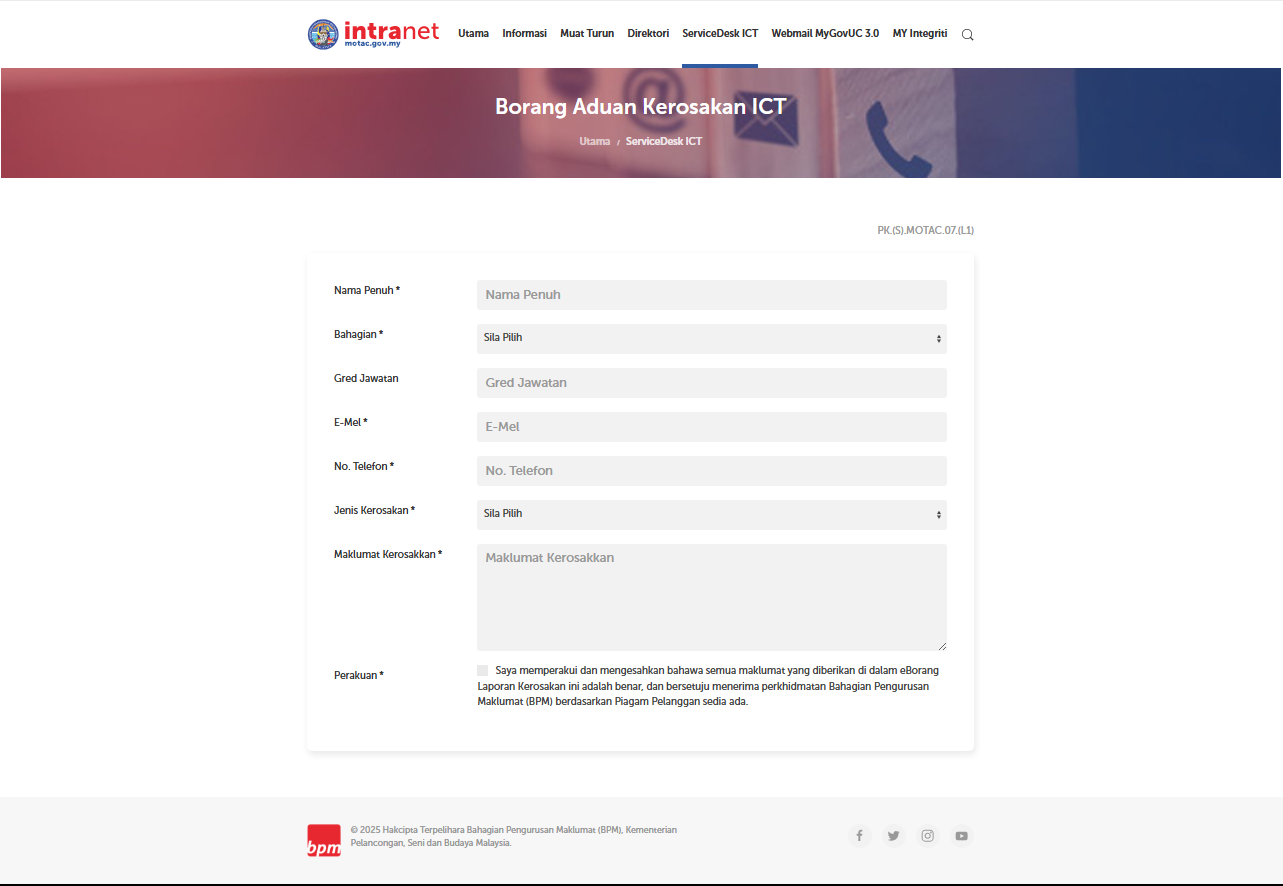 intranet
motac.gov.my
Utama Informasi Muat Turun Direktori ServiceDesk ICT Webmail MyGovUC 3.0 MY Integriti
Borang Aduan Kerosakan ICT
Utama / ServiceDesk ICT
PK.(S).MOTAC.07.(L1)
Nama Penuh * Nama Penuh
Bahagian * Sila Pilih
Gred Jawatan Gred Jawatan
E-Mel * E-Mel
No. Telefon * No. Telefon
Jenis Kerosakan * Sila Pilih
Maklumat Kerosakkan * Maklumat Kerosakkan
Perakuan * Saya memperakui dan mengesahkan bahawa semua maklumat yang diberikan di dalam eBorang
Laporan Kerosakan ini adalah benar, dan bersetuju menerima perkhidmatan Bahagian Pengurusan
Maklumat (BPM) berdasarkan Piagam Pelanggan sedia ada.
bpm
© 2025 Hakcipta Terpelihara Bahagian Pengurusan Maklumat (BPM), Kementerian
Pelancongan, Seni dan Budaya Malaysia.